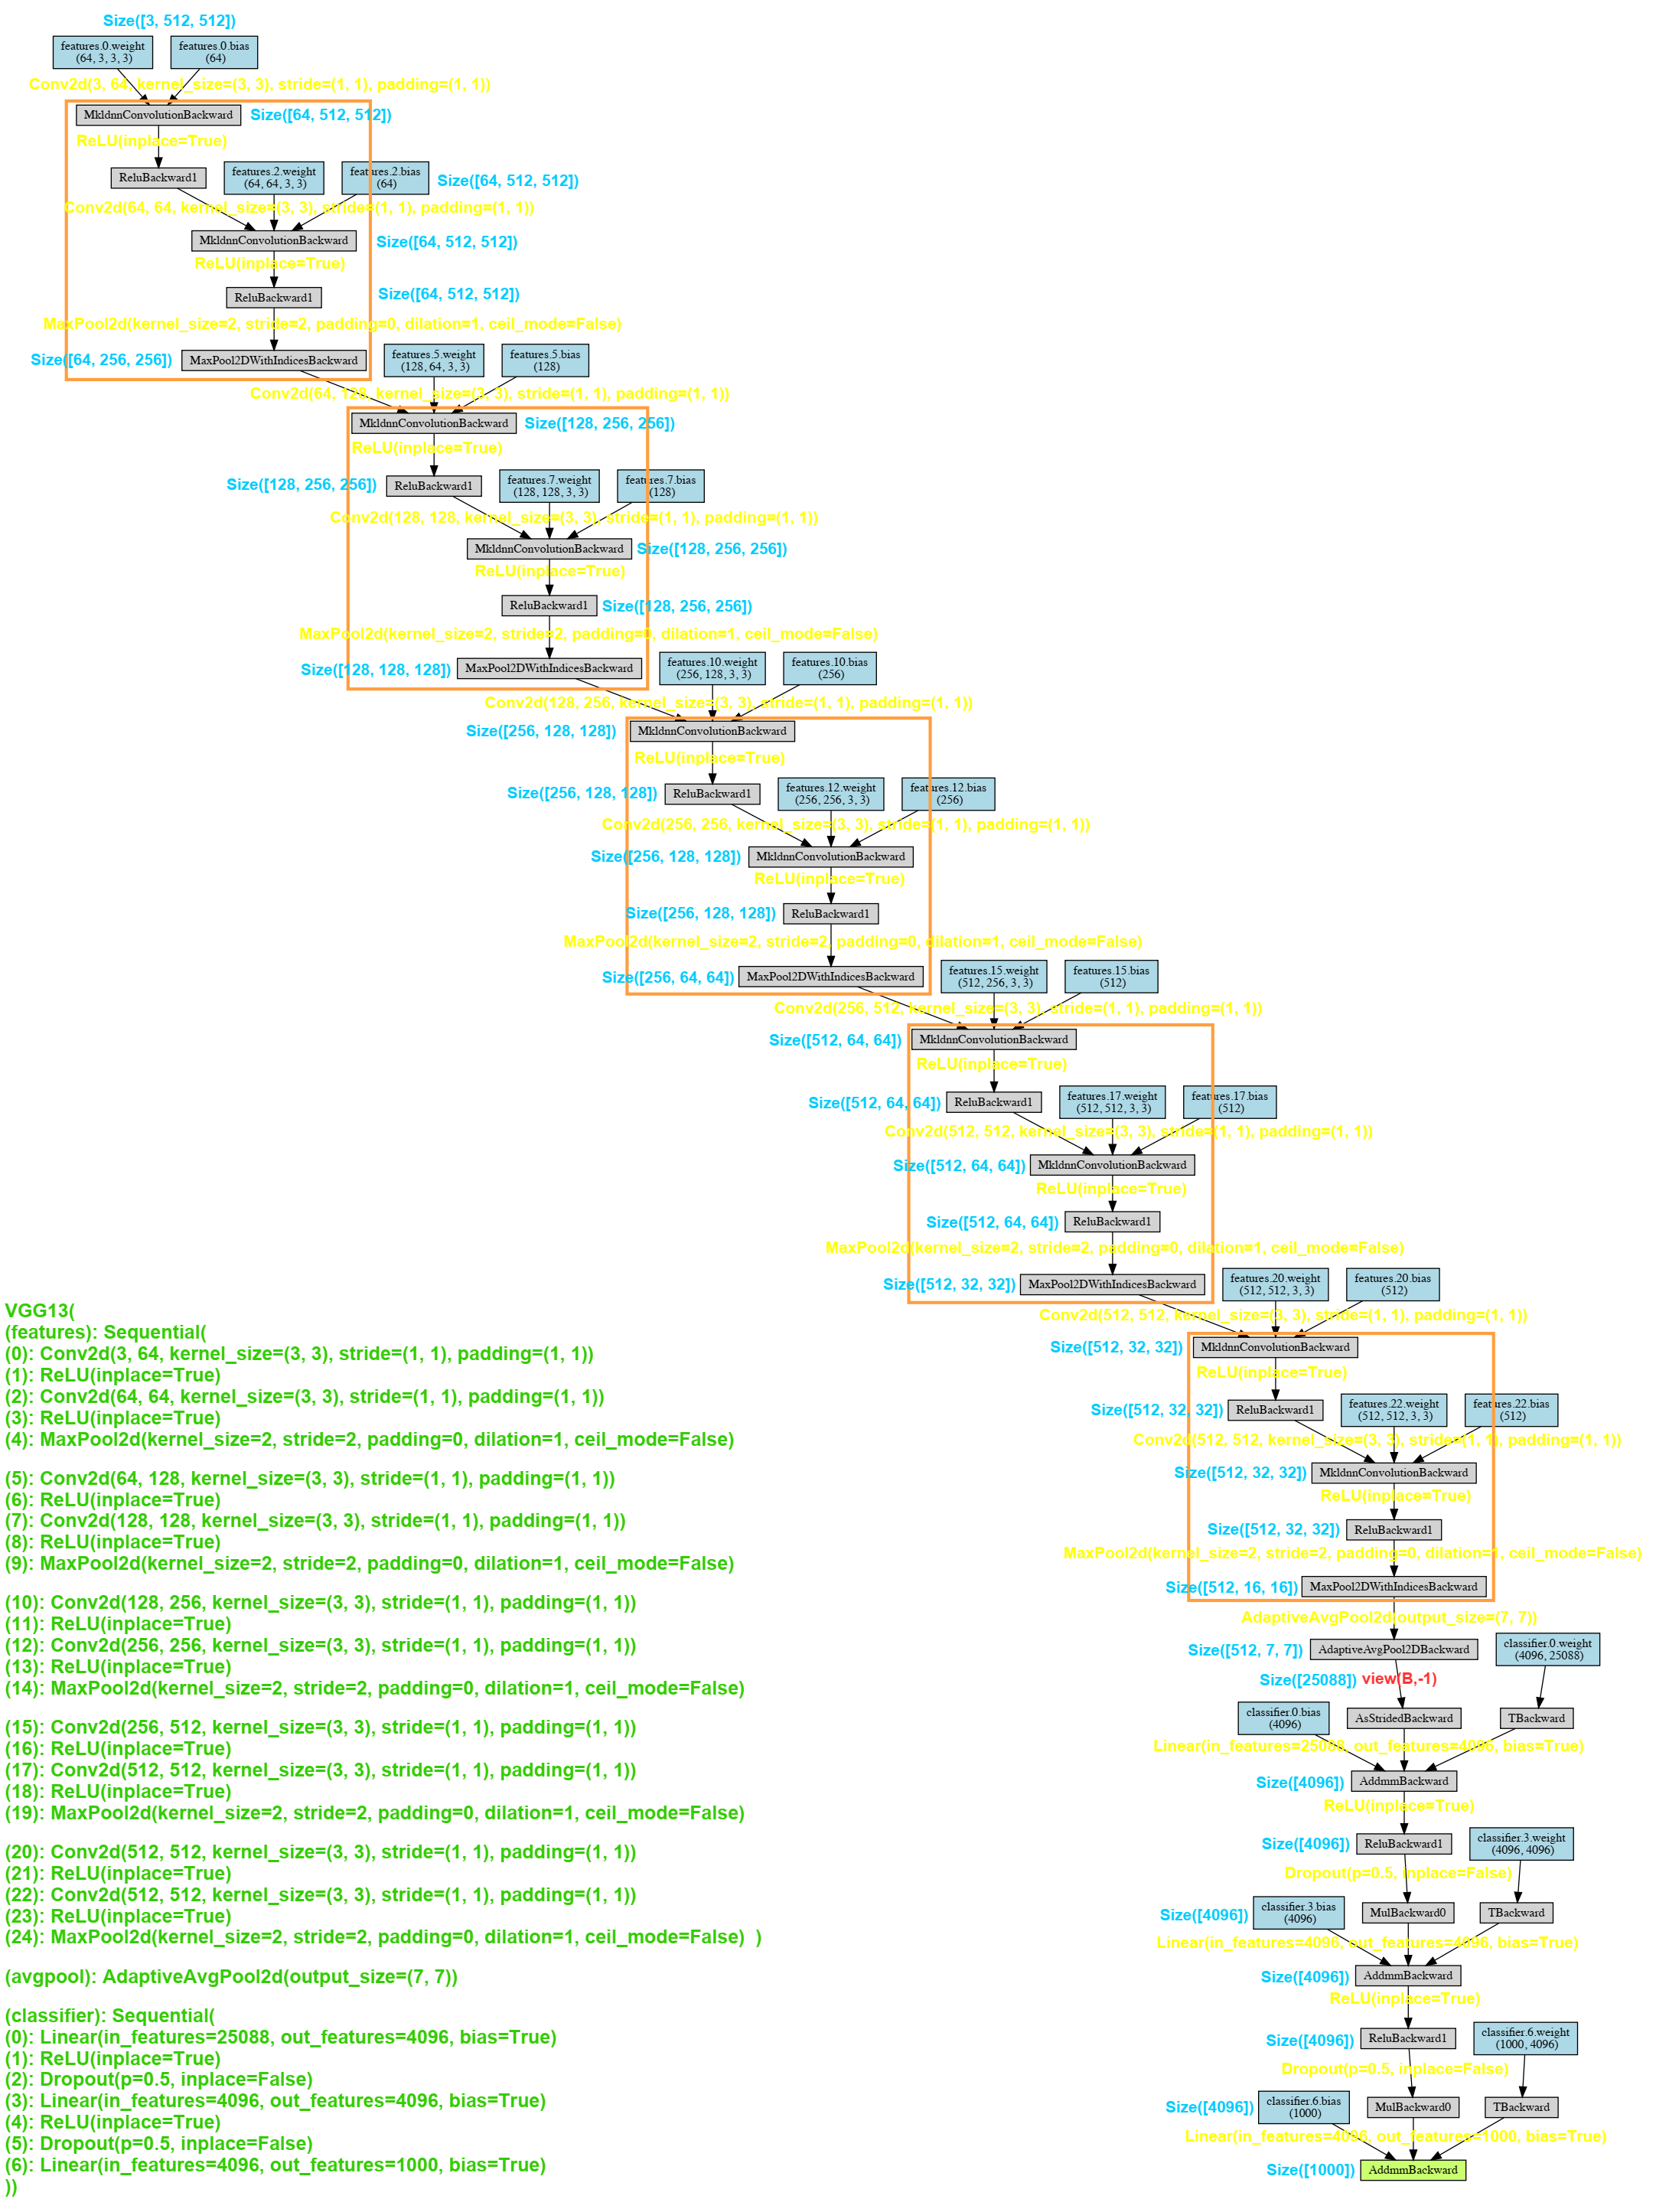 Size([3, 512, 512])
features.0.weight
(64, 3, 3, 3)
features.0.bias
(64)
Conv2d(3, 64, kernel_size=(3, 3), stride=(1, 1), padding=(1, 1))
MkldnnConvolutionBackward
Size([64, 512, 512])
ReLU(inplace=True)
ReluBackward1
features.2.weight
(64, 64, 3, 3)
features.2.bias
(64)
Size([64, 512, 512])
Conv2d(64, 64, kernel_size=(3, 3), stride=(1, 1), padding=(1, 1))
MkldnnConvolutionBackward
Size([64, 512, 512])
ReLU(inplace=True)
ReluBackward1
Size([64, 512, 512])
MaxPool2d(kernel_size=2, stride=2, padding=0, dilation=1, ceil_mode=False)
Size([64, 256, 256])
MaxPool2DWithIndicesBackward
features.5.weight
(128, 64, 3, 3)
features.5.bias
(128)
Conv2d(64, 128, kernel_size=(3, 3), stride=(1, 1), padding=(1, 1))
MkldnnConvolutionBackward
Size([128, 256, 256])
ReLU(inplace=True)
Size([128, 256, 256])
ReluBackward1
features.7.weight
(128, 128, 3, 3)
features.7.bias
(128)
Conv2d(128, 128, kernel_size=(3, 3), stride=(1, 1), padding=(1, 1))
MkldnnConvolutionBackward
Size([128, 256, 256])
ReLU(inplace=True)
ReluBackward1
Size([128, 256, 256])
MaxPool2d(kernel_size=2, stride=2, padding=0, dilation=1, ceil_mode=False)
Size([128, 128, 128])
MaxPool2DWithIndicesBackward
features.10.weight
(256, 128, 3, 3)
features.10.bias
(256)
Conv2d(128, 256, kernel_size=(3, 3), stride=(1, 1), padding=(1, 1))
Size([256, 128, 128])
MkldnnConvolutionBackward
ReLU(inplace=True)
Size([256, 128, 128])
ReluBackward1
features.12.weight
(256, 256, 3, 3)
features.12.bias
(256)
Conv2d(256, 256, kernel_size=(3, 3), stride=(1, 1), padding=(1, 1))
Size([256, 128, 128])
MkldnnConvolutionBackward
ReLU(inplace=True)
Size([256, 128, 128])
ReluBackward1
MaxPool2d(kernel_size=2, stride=2, padding=0, dilation=1, ceil_mode=False)
Size([256, 64, 64])
MaxPool2DWithIndicesBackward
features.15.weight
(512, 256, 3, 3)
features.15.bias
(512)
Conv2d(256, 512, kernel_size=(3, 3), stride=(1, 1), padding=(1, 1))
Size([512, 64, 64])
MkldnnConvolutionBackward
ReLU(inplace=True)
Size([512, 64, 64])
ReluBackward1
features.17.weight
(512, 512, 3, 3)
features.17.bias
(512)
Conv2d(512, 512, kernel_size=(3, 3), stride=(1, 1), padding=(1, 1))
Size([512, 64, 64])
MkldnnConvolutionBackward
ReLU(inplace=True)
Size([512, 64, 64])
ReluBackward1
MaxPool2d(kernel_size=2, stride=2, padding=0, dilation=1, ceil_mode=False)
Size([512, 32, 32])
MaxPool2DWithIndicesBackward
features.20.weight
(512, 512, 3, 3)
features.20.bias
(512)
Conv2d(512, 512, kernel_size=(3, 3), stride=(1, 1), padding=(1, 1))
Size([512, 32, 32])
MkldnnConvolutionBackward
ReLU(inplace=True)
Size([512, 32, 32])
ReluBackward1
features.22.weight
(512, 512, 3, 3)
features.22.bias
(512)
Conv2d(512, 512, kernel_size=(3, 3), stride=(1, 1), padding=(1, 1))
Size([512, 32, 32])
MkldnnConvolutionBackward
ReLU(inplace=True)
Size([512, 32, 32])
ReluBackward1
MaxPool2d(kernel_size=2, stride=2, padding=0, dilation=1, ceil_mode=False)
Size([512, 16, 16])
MaxPool2DWithIndicesBackward
AdaptiveAvgPool2d(output_size=(7, 7))
Size([512, 7, 7])
AdaptiveAvgPool2DBackward
classifier.0.weight
(4096, 25088)
Size([25088])
view(B,-1)
classifier.0.bias
(4096)
AsStridedBackward
TBackward
Linear(in_features=25088, out_features=4096, bias=True)
Size([4096])
AddmmBackward
ReLU(inplace=True)
Size([4096])
ReluBackward1
classifier.3.weight
(4096, 4096)
Dropout(p=0.5, inplace=False)
Size([4096])
classifier.3.bias
(4096)
MulBackward0
TBackward
Linear(in_features=4096, out_features=4096, bias=True)
Size([4096])
AddmmBackward
ReLU(inplace=True)
Size([4096])
ReluBackward1
classifier.6.weight
(1000, 4096)
Dropout(p=0.5, inplace=False)
Size([4096])
classifier.6.bias
(1000)
MulBackward0
TBackward
Linear(in_features=4096, out_features=1000, bias=True)
Size([1000])
AddmmBackward
VGG13(
(features): Sequential(
(0): Conv2d(3, 64, kernel_size=(3, 3), stride=(1, 1), padding=(1, 1))
(1): ReLU(inplace=True)
(2): Conv2d(64, 64, kernel_size=(3, 3), stride=(1, 1), padding=(1, 1))
(3): ReLU(inplace=True)
(4): MaxPool2d(kernel_size=2, stride=2, padding=0, dilation=1, ceil_mode=False)
(5): Conv2d(64, 128, kernel_size=(3, 3), stride=(1, 1), padding=(1, 1))
(6): ReLU(inplace=True)
(7): Conv2d(128, 128, kernel_size=(3, 3), stride=(1, 1), padding=(1, 1))
(8): ReLU(inplace=True)
(9): MaxPool2d(kernel_size=2, stride=2, padding=0, dilation=1, ceil_mode=False)
(10): Conv2d(128, 256, kernel_size=(3, 3), stride=(1, 1), padding=(1, 1))
(11): ReLU(inplace=True)
(12): Conv2d(256, 256, kernel_size=(3, 3), stride=(1, 1), padding=(1, 1))
(13): ReLU(inplace=True)
(14): MaxPool2d(kernel_size=2, stride=2, padding=0, dilation=1, ceil_mode=False)
(15): Conv2d(256, 512, kernel_size=(3, 3), stride=(1, 1), padding=(1, 1))
(16): ReLU(inplace=True)
(17): Conv2d(512, 512, kernel_size=(3, 3), stride=(1, 1), padding=(1, 1))
(18): ReLU(inplace=True)
(19): MaxPool2d(kernel_size=2, stride=2, padding=0, dilation=1, ceil_mode=False)
(20): Conv2d(512, 512, kernel_size=(3, 3), stride=(1, 1), padding=(1, 1))
(21): ReLU(inplace=True)
(22): Conv2d(512, 512, kernel_size=(3, 3), stride=(1, 1), padding=(1, 1))
(23): ReLU(inplace=True)
(24): MaxPool2d(kernel_size=2, stride=2, padding=0, dilation=1, ceil_mode=False) )
(avgpool): AdaptiveAvgPool2d(output_size=(7, 7))
(classifier): Sequential(
(0): Linear(in_features=25088, out_features=4096, bias=True)
(1): ReLU(inplace=True)
(2): Dropout(p=0.5, inplace=False)
(3): Linear(in_features=4096, out_features=4096, bias=True)
(4): ReLU(inplace=True)
(5): Dropout(p=0.5, inplace=False)
(6): Linear(in_features=4096, out_features=1000, bias=True)
))